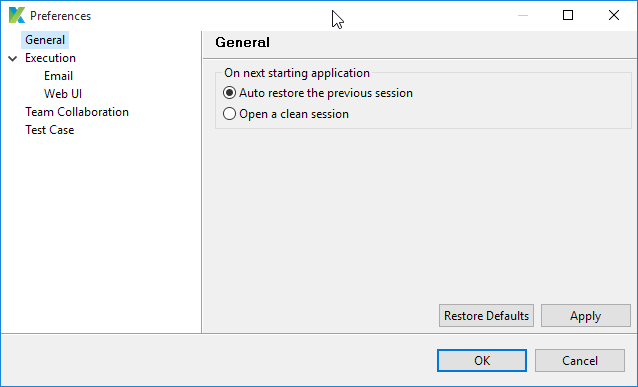 Preferences
General
Execution
Email
Web UI
Team Collaboration
Test Case
General
On next starting application
Auto restore the previous session
Open a clean session
Restore Defaults
Apply
OK
Cancel